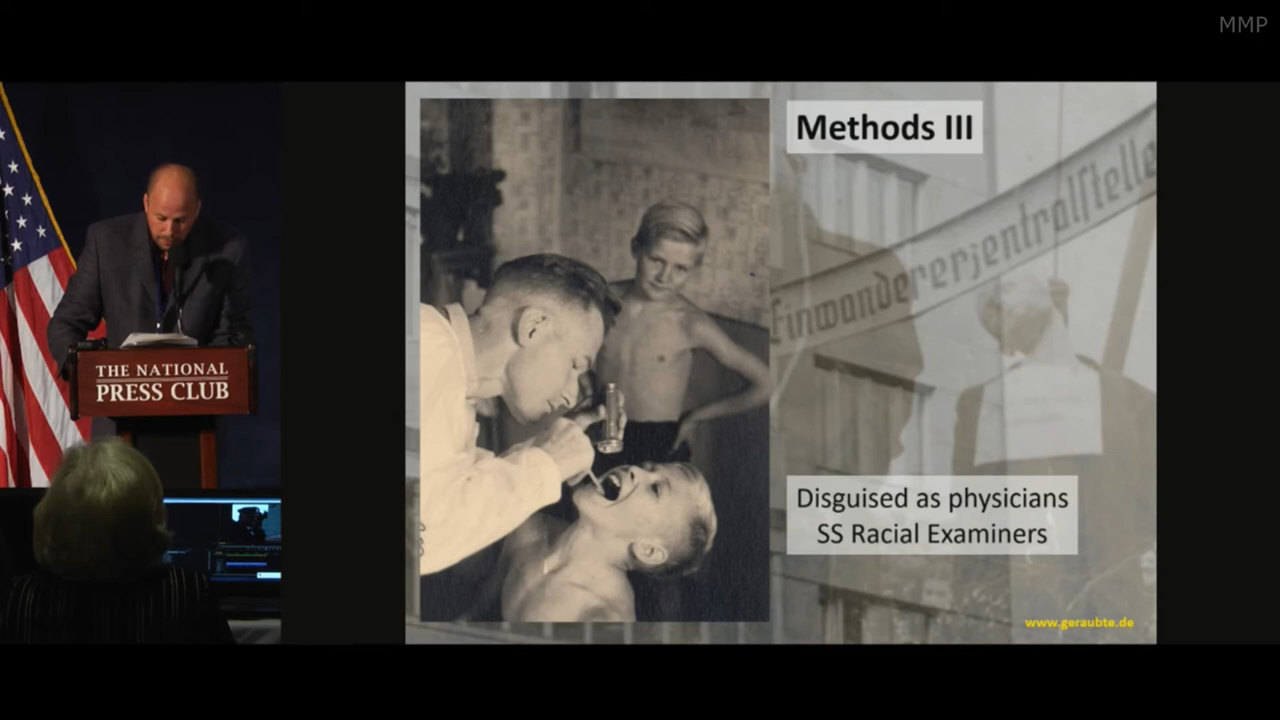 MMP
THE NATIONAL
PRESS CLUB
Methods III
Einwandererzentralstelle
Disguised as physicians
SS Racial Examiners
www.geraubte.de